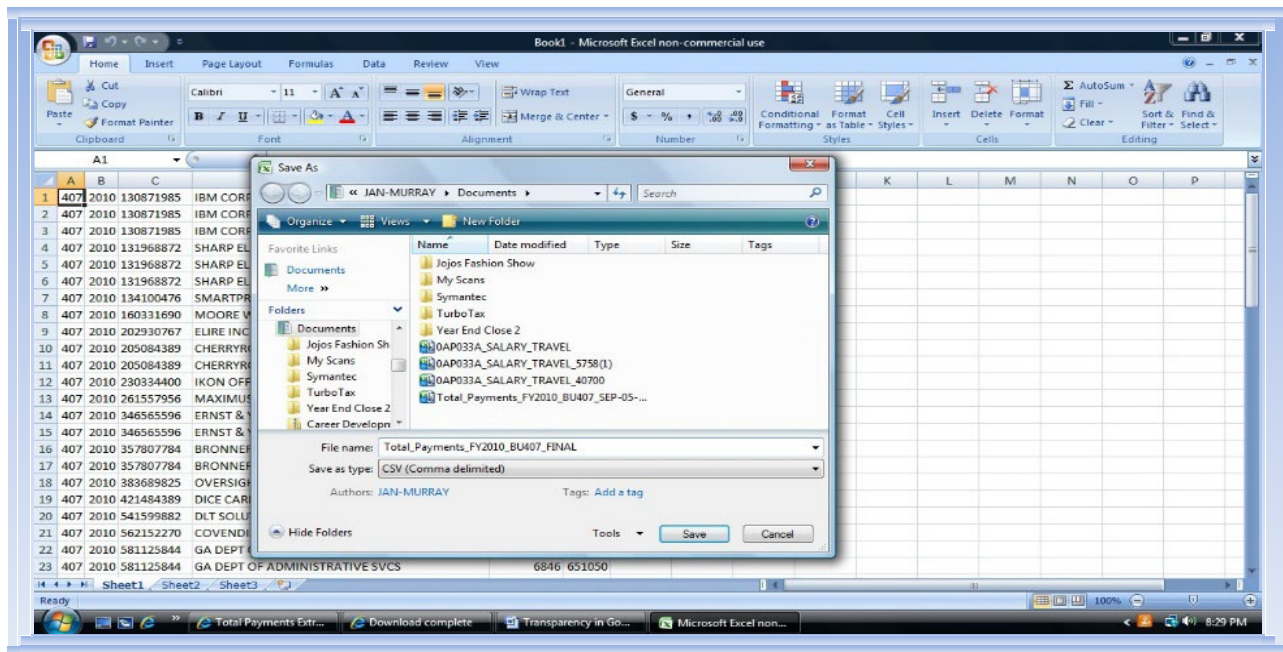 Book1 - Microsoft Excel non-commercial use
Home Insert Page Layout Formulas Data Review View
Cut
Copy
Format Painter
Paste
Calibri 11
Wrap Text
Merge & Center
General
Conditional Formatting
Format as Table
Cell Styles
Insert Delete Format
AutoSum
Fill
Clear
Sort & Filter
Find & Select
Clipboard Font Alignment Number Styles Cells Editing
A1
A B C K L M N O P
1 407 2010 130871985 IBM CORP
2 407 2010 130871985 IBM CORP
3 407 2010 130871985 IBM CORP
4 407 2010 131968872 SHARP EL
5 407 2010 131968872 SHARP EL
6 407 2010 131968872 SHARP EL
7 407 2010 134100476 SMARTPR
8 407 2010 160331690 MOORE W
9 407 2010 202930767 ELIRE INC
10 407 2010 205084389 CHERRYR
11 407 2010 205084389 CHERRYR
12 407 2010 230334400 IKON OFF
13 407 2010 261557956 MAXIMUS
14 407 2010 346565596 ERNST & Y
15 407 2010 346565596 ERNST & Y
16 407 2010 357807784 BRONNER
17 407 2010 357807784 BRONNER
18 407 2010 383689825 OVERSIGH
19 407 2010 421484389 DICE CAR
20 407 2010 541599882 DLT SOLU
21 407 2010 562152270 COVENDI
22 407 2010 581125844 GA DEPT
23 407 2010 581125844 GA DEPT OF ADMINISTRATIVE SVCS 6846 651050
Save As
« JAN-MURRAY Documents
Search
Organize Views New Folder
Favorite Links
Documents
More »
Folders
Documents
Jojos Fashion Sh
My Scans
Symantec
TurboTax
Year End Close 2
Career Developn
Name Date modified Type Size Tags
Jojos Fashion Show
My Scans
Symantec
TurboTax
Year End Close 2
0AP033A_SALARY_TRAVEL
0AP033A_SALARY_TRAVEL_5758(1)
0AP033A_SALARY_TRAVEL_40700
Total_Payments_FY2010_BU407_SEP-05-...
File name: Total_Payments_FY2010_BU407_FINAL
Save as type: CSV (Comma delimited)
Authors: JAN-MURRAY Tags: Add a tag
Hide Folders Tools Save Cancel
Sheet1 Sheet2 Sheet3
Ready 100%
Total Payments Extr... Download complete Transparency in Go... Microsoft Excel non... 8:29 PM